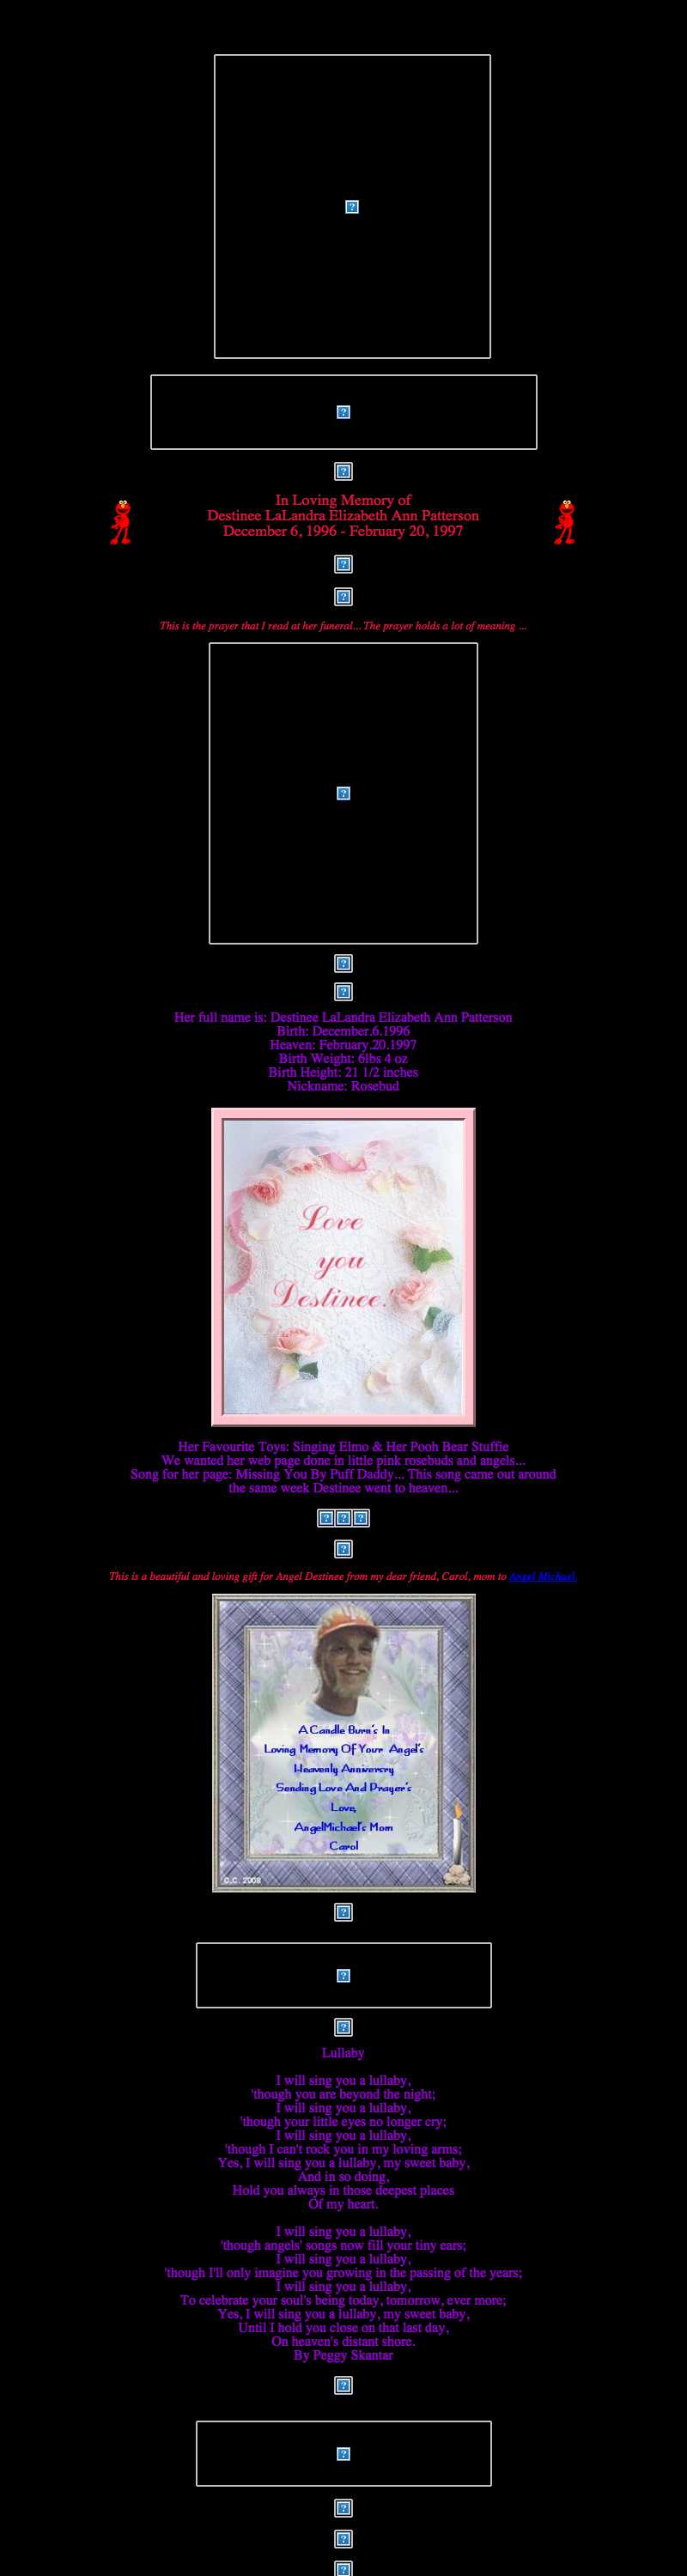 In Loving Memory of
Destinee LaLandra Elizabeth Ann Patterson
December 6, 1996 - February 20, 1997
This is the prayer that I read at her funeral... The prayer holds a lot of meaning ...
Her full name is: Destinee LaLandra Elizabeth Ann Patterson
Birth: December.6.1996
Heaven: February.20.1997
Birth Weight: 6lbs 4 oz
Birth Height: 21 1/2 inches
Nickname: Rosebud
Love
you
Destinee!
Her Favourite Toys: Singing Elmo & Her Pooh Bear Stuffie
We wanted her web page done in little pink rosebuds and angels...
Song for her page: Missing You By Puff Daddy... This song came out around
the same week Destinee went to heaven...
This is a beautiful and loving gift for Angel Destinee from my dear friend, Carol, mom to Angel Michael.
A Candle Burn's In
Loving Memory Of Your Angel's
Heavenly Anniversry
Sending Love And Prayer's
Love,
AngelMichael's Mom
Carol
C.C. 2008
Lullaby
I will sing you a lullaby,
'though you are beyond the night;
I will sing you a lullaby,
'though your little eyes no longer cry;
I will sing you a lullaby,
'though I can't rock you in my loving arms;
Yes, I will sing you a lullaby, my sweet baby,
And in so doing,
Hold you always in those deepest places
Of my heart.
I will sing you a lullaby,
'though angels' songs now fill your tiny ears;
I will sing you a lullaby,
'though I'll only imagine you growing in the passing of the years;
I will sing you a lullaby,
To celebrate your soul's being today, tomorrow, ever more;
Yes, I will sing you a lullaby, my sweet baby,
Until I hold you close on that last day,
On heaven's distant shore.
By Peggy Skantar